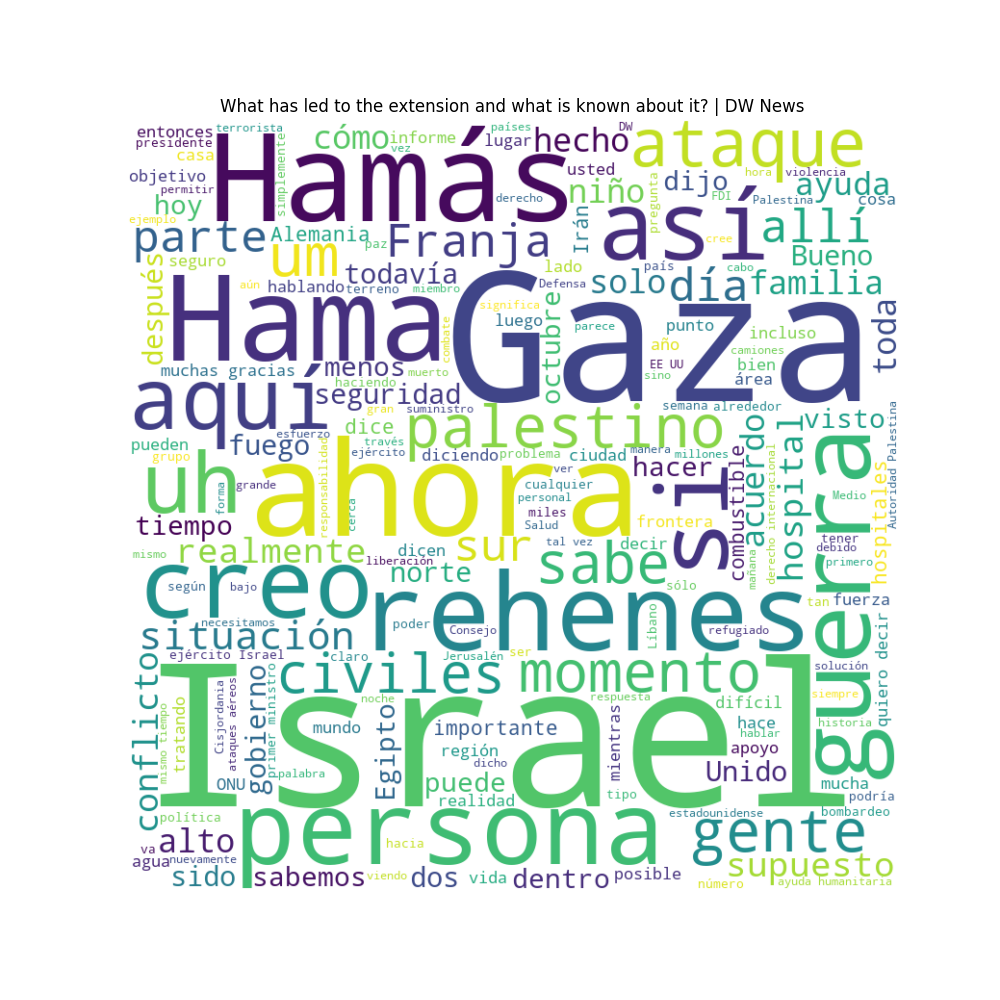 What has led to the extension and what is known about it? | DW News
entonces
terrorista
presidente
casa
objetivo
permitir
ejemplo
hoy
parte
seguro
después
Hamás
simplemente
cómo
informe
vez
países
lugar
DW
hecho
ataque
usted
niño
dijo
pregunta
FDI
hora
violencia
ayuda
Palestina
cosa
derecho
Irán
así
allí
cree
Alemania
um
paz
Franja
todavía
aún
hablando
terreno
miembro
lado
Defensa
solo
país
día
cabo
Bueno
familia
toda
Hama
Gaza
significa
luego
combate
octubre
parece
punto
año
incluso
camiones
EE UU
bien
sino
área
muchas gracias
menos
haciendo
muerto
aquí
seguridad
gran
suministro
semana
alrededor
visto
pueden
grupo
fuego
esfuerzo
dice
palestino
través
ejército
diciendo
problema
ciudad
manera
millones
hacer
acuerdo
hospital
guerra
Autoridad Palestina
uh
forma
grande
responsabilidad
cerca
ahora
ver
cualquier
personal
miles
Salud
si
combustible
derecho internacional
Medio
tener
debido
hospitales
tiempo
frontera
tal vez
mismo
realmente
liberación
dicen
sur
decir
sabe
mañana
primero
norte
sólo
según
bajo
creo
rehenes
tan
fuerza
necesitamos
poder
Consejo
Líbano
refugiado
situación
ejército Israel
claro
Jerusalén
ser
solución
quiero decir
conflicto
civiles
momento
siempre
noche
respuesta
difícil
mismo tiempo
tratando
Cisjordania
ataques aéreos
gobierno
primer ministro
Israel
mundo
Egipto
importante
mientras
hace
hablar
historia
región
dicho
apoyo
ONU
palabra
puede
Unido
mucha
realidad
tipo
podría
política
persona
estadounidense
bombardeo
va
alto
hacia
gente
agua
nuevamente
supuesto
sido
sabemos
viendo
dos
vida
dentro
posible
número
ayuda humanitaria